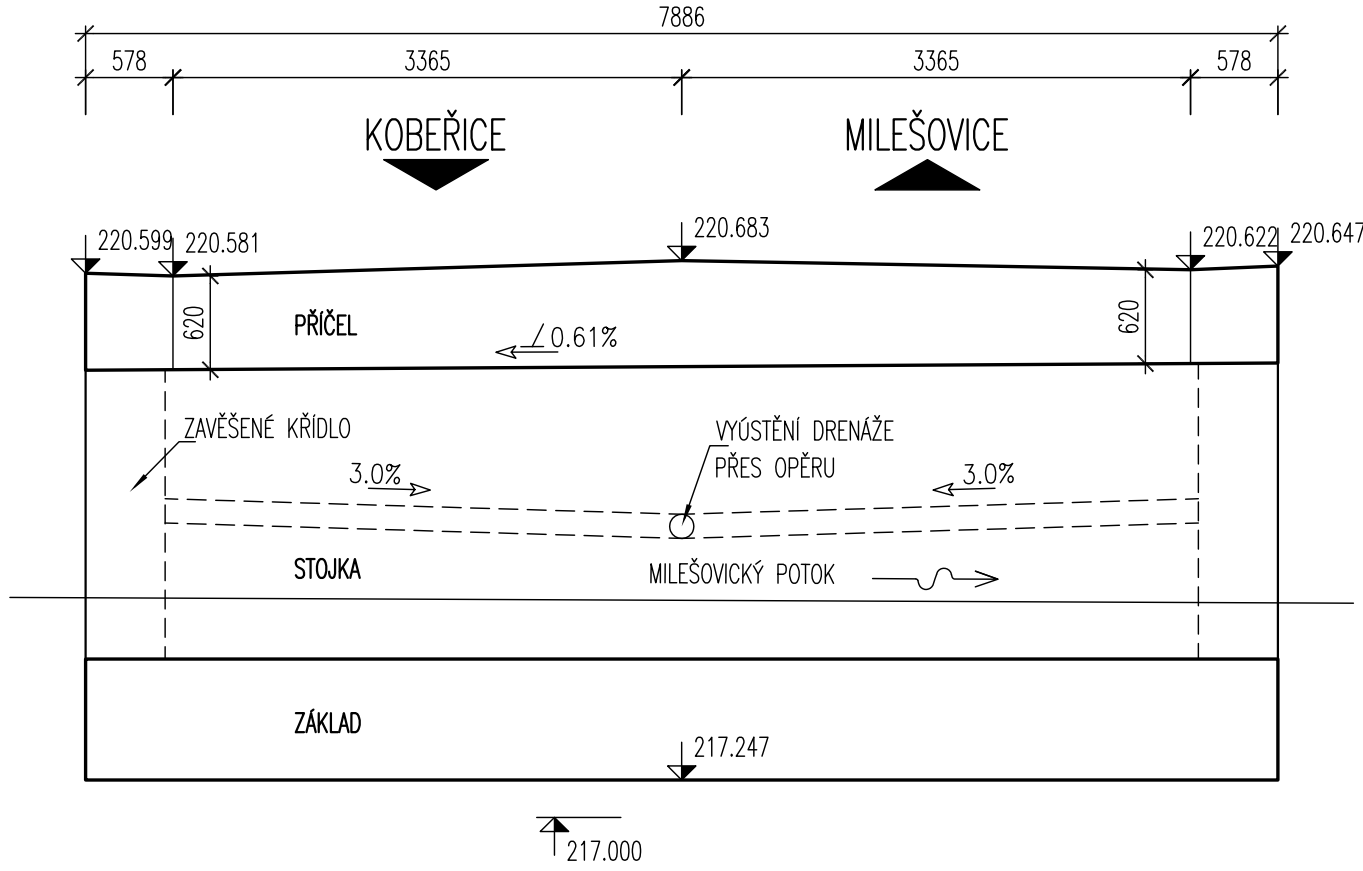 7886
578
3365
3365
578
KOBEŘICE
MILEŠOVICE
220.599
220.581
220.683
220.622
220.647
620
PŘÍČEL
0.61%
620
ZAVĚŠENÉ KŘÍDLO
VYÚSTĚNÍ DRENÁŽE
PŘES OPĚRU
3.0%
3.0%
STOJKA
MILEŠOVICKÝ POTOK
ZÁKLAD
217.247
217.000